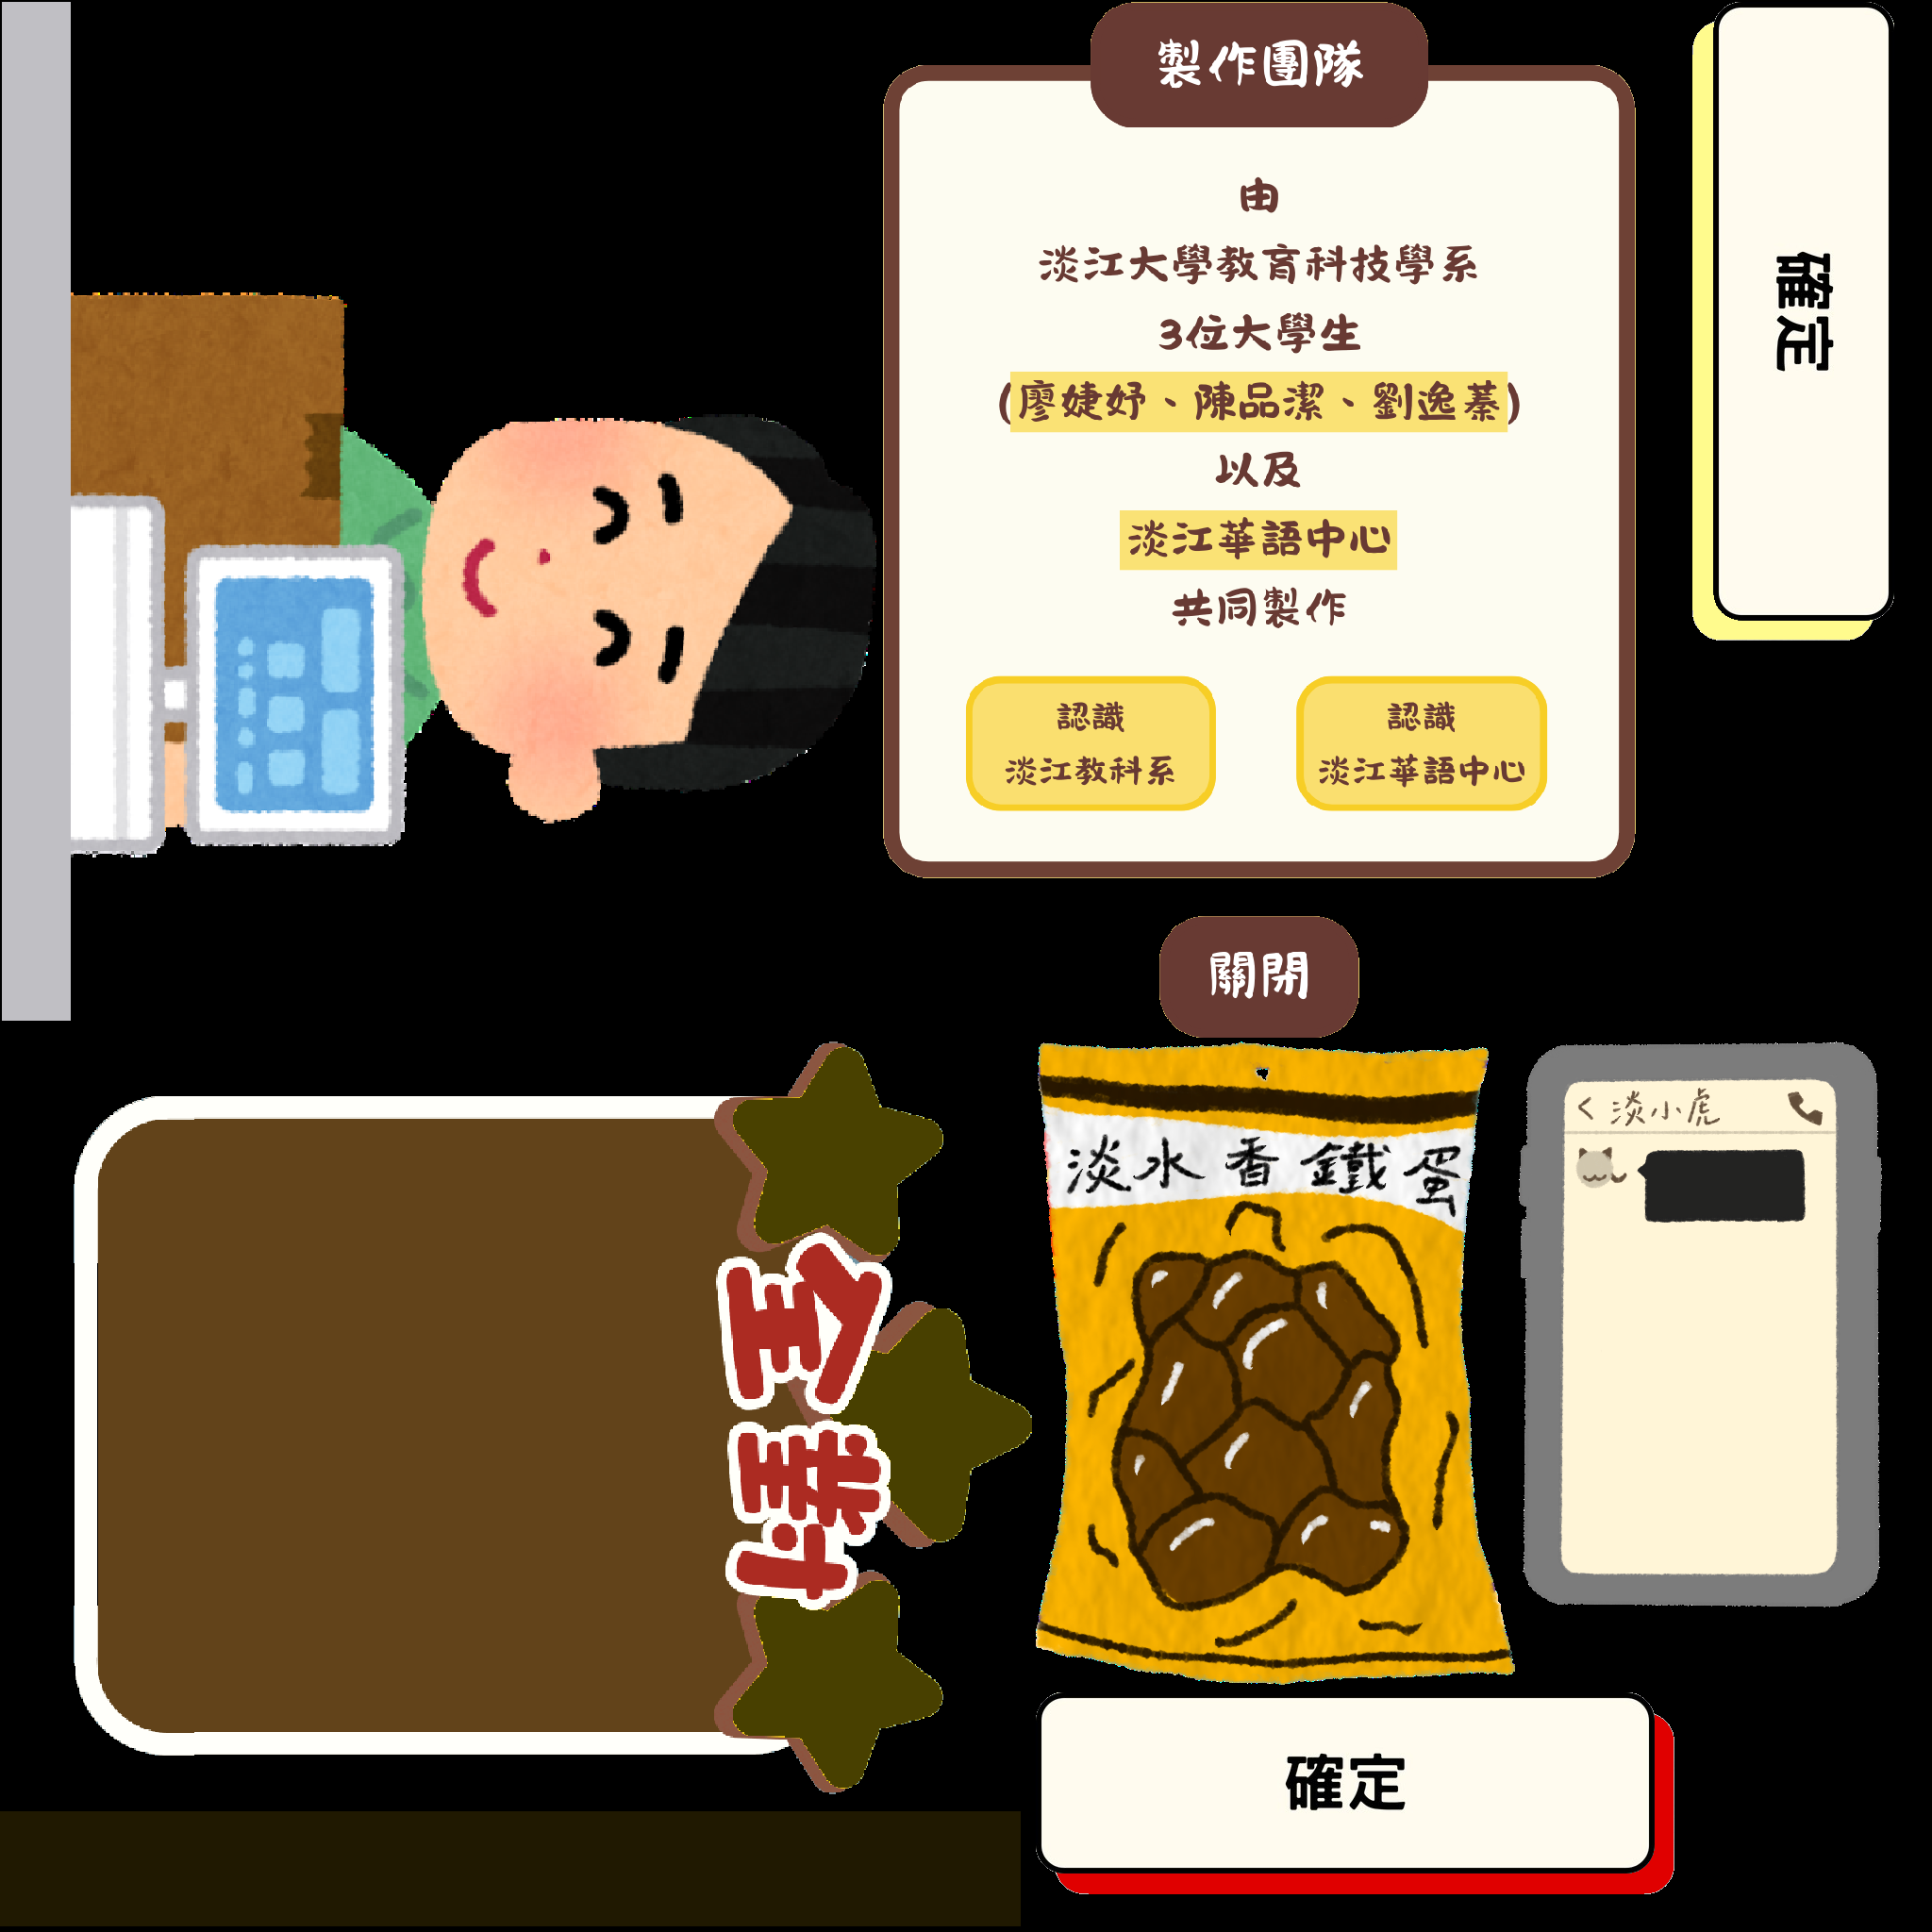 製作團隊
由
淡江大學教育科技學系
3位大學生
(廖婕妤、陳品潔、劉逸蓁)
以及
淡江華語中心
共同製作
認識
淡江教科系
認識
淡江華語中心
關閉
確定
全對
淡水香鐵蛋
< 淡小虎
確定